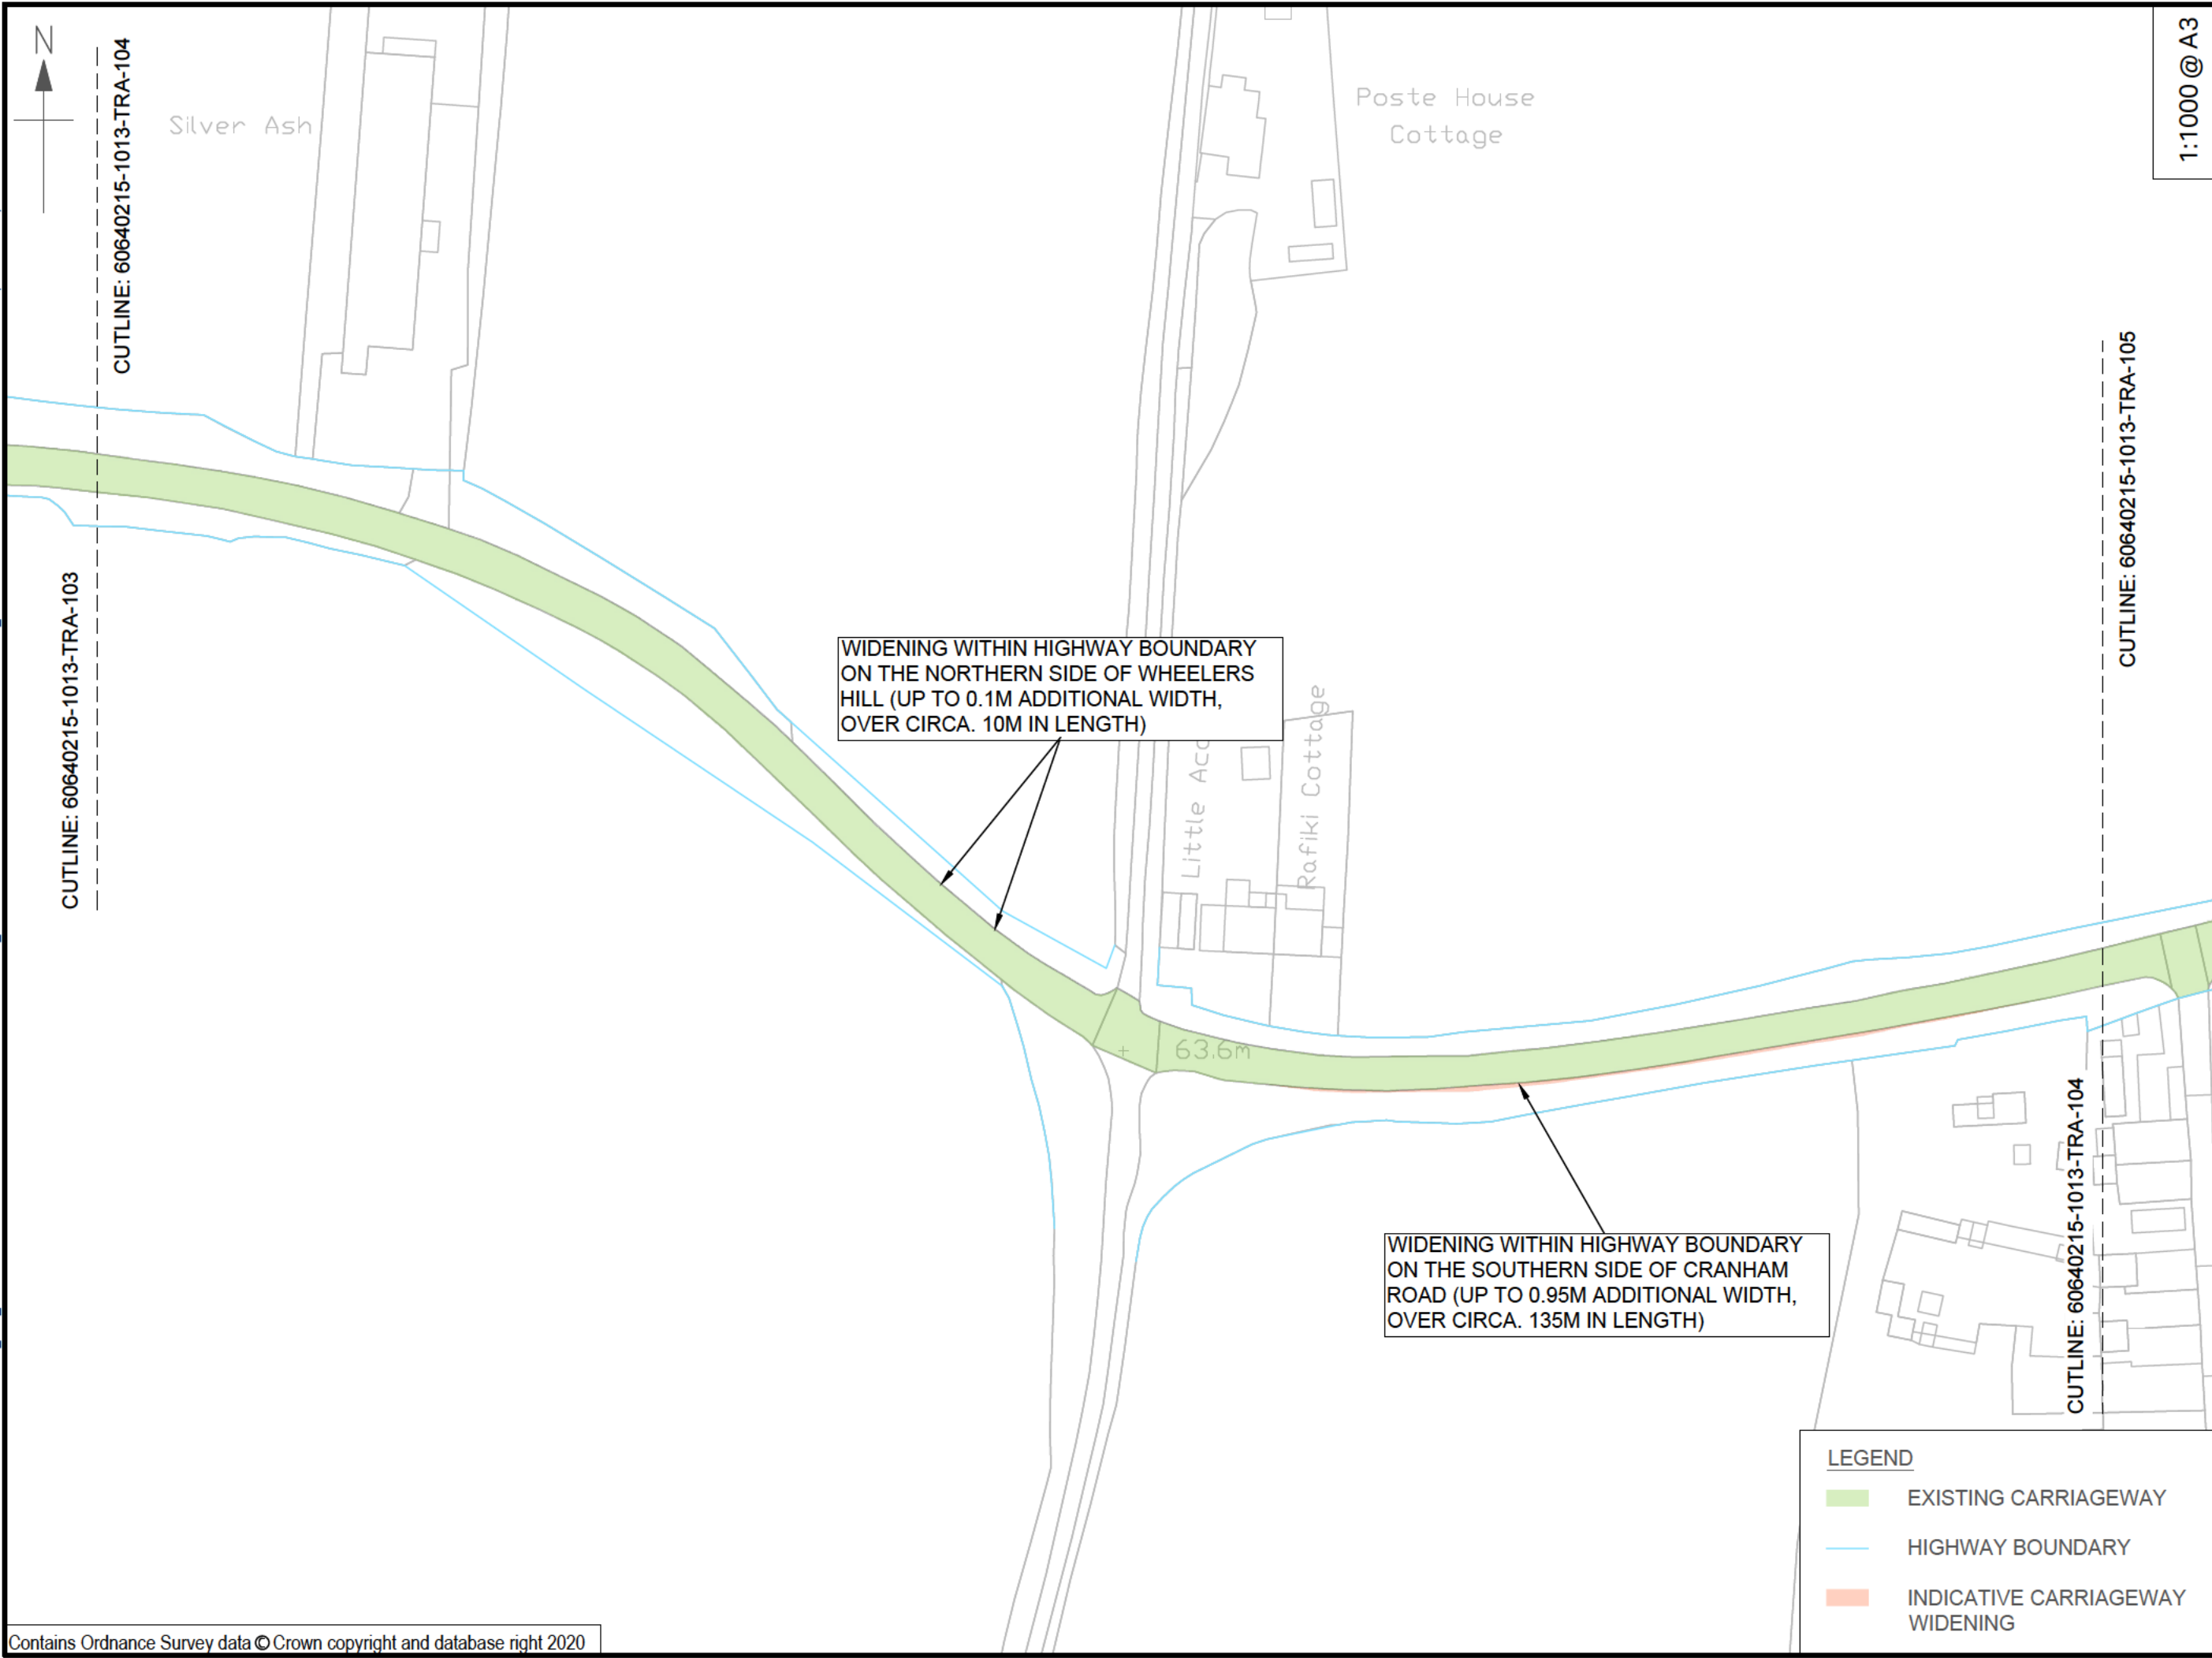 N
CUTLINE: 60640215-1013-TRA-104
Silver Ash
Poste House
Cottage
1:1000 @ A3
CUTLINE: 60640215-1013-TRA-105
CUTLINE: 60640215-1013-TRA-103
WIDENING WITHIN HIGHWAY BOUNDARY
ON THE NORTHERN SIDE OF WHEELERS
HILL (UP TO 0.1M ADDITIONAL WIDTH,
OVER CIRCA. 10M IN LENGTH)
Little Acc
Rafiki Cottage
63.6m
WIDENING WITHIN HIGHWAY BOUNDARY
ON THE SOUTHERN SIDE OF CRANHAM
ROAD (UP TO 0.95M ADDITIONAL WIDTH,
OVER CIRCA. 135M IN LENGTH)
CUTLINE: 60640215-1013-TRA-104
LEGEND
EXISTING CARRIAGEWAY
HIGHWAY BOUNDARY
INDICATIVE CARRIAGEWAY
WIDENING
Contains Ordnance Survey data © Crown copyright and database right 2020